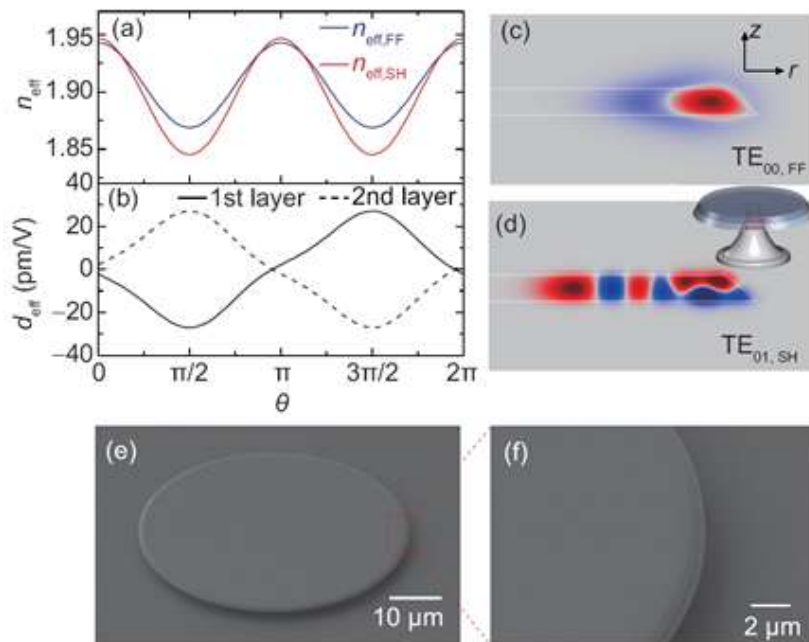 (a)
n_eff,FF
n_eff,SH
n_eff
1.95
1.90
1.85
(b)
1st layer
2nd layer
d_eff (pm/V)
40
20
0
−20
−40
0
π/2
π
3π/2
2π
θ
(c)
z
r
TE_00, FF
(d)
TE_01, SH
(e)
10 μm
(f)
2 μm